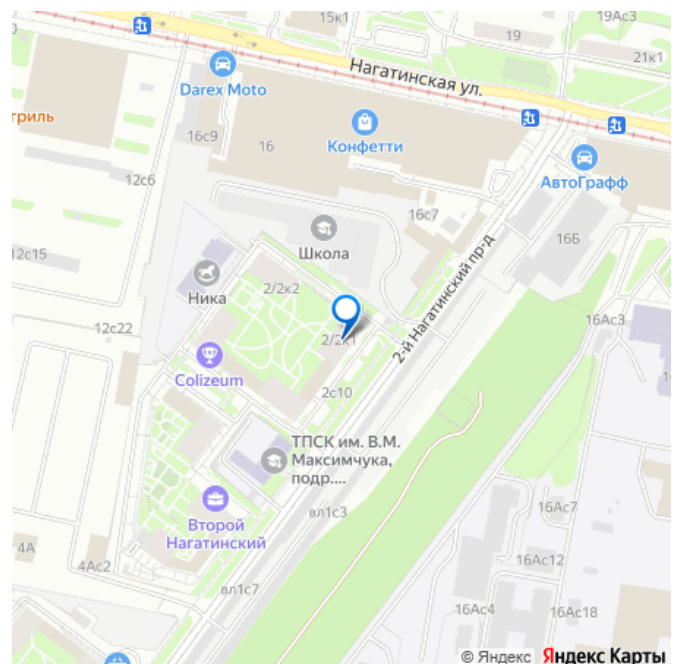 15к1
19Ас3
19
21к1
Нагатинская ул.
Darex Moto
триль
16с9
16
Конфетти
АвтоГрафф
12с6
16с7
16Б
Школа
12с15
2-й Нагатинский пр-д
Ника
2/2к2
16Ас3
12с22
2/2к1
Colizeum
2с10
ТПСК им. В.М.
Максимчука,
подр....
вл1с3
16Ас6
Второй
Нагатинский
4А
4Ас2
16Ас12
вл1с7
16Ас4
16Ас18
© Яндекс Яндекс Карты